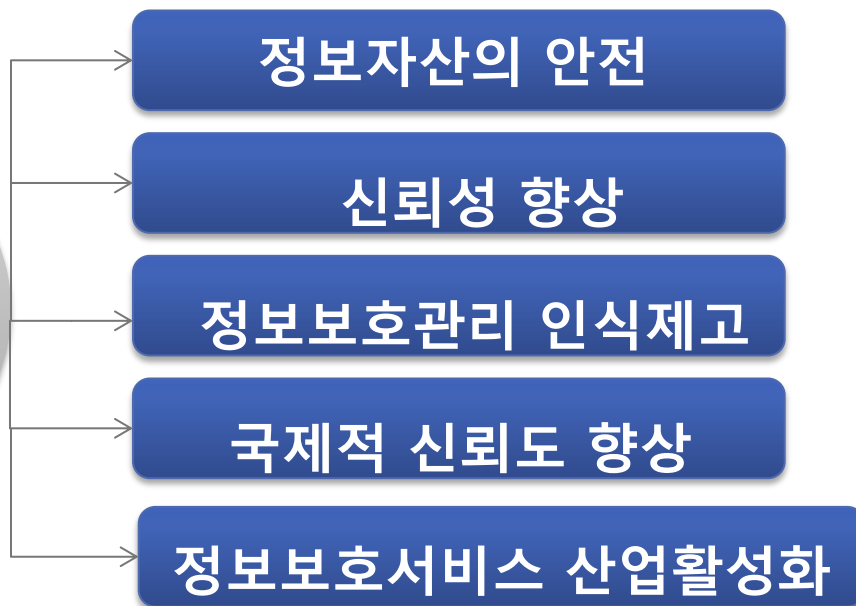 정보자산의 안전
신뢰성 향상
정보보호관리 인식제고
국제적 신뢰도 향상
정보보호서비스 산업활성화